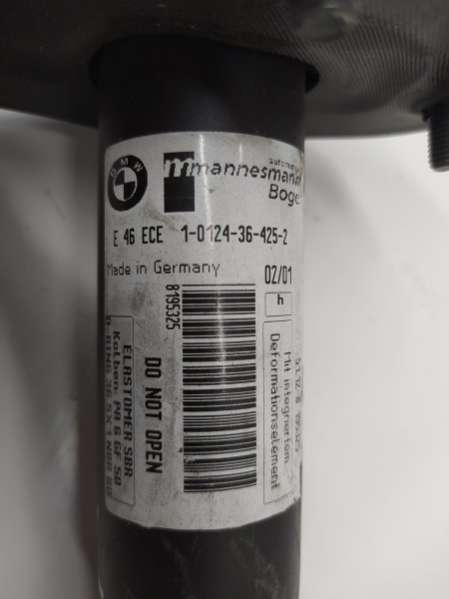 BMW
automotive
m mannesmann
Boge
E 46 ECE 1-0124-36-425-2
Made in Germany 02/01
h
8195325
DO NOT OPEN
ELASTOMER SBR
Kolben: PA 6 GF 50
Mit integriertem
Deformationselement